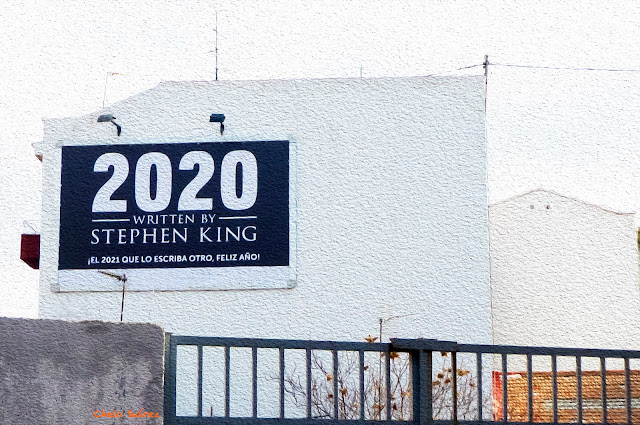 2020
WRITTEN BY
STEPHEN KING
¡EL 2021 QUE LO ESCRIBA OTRO, FELIZ AÑO!